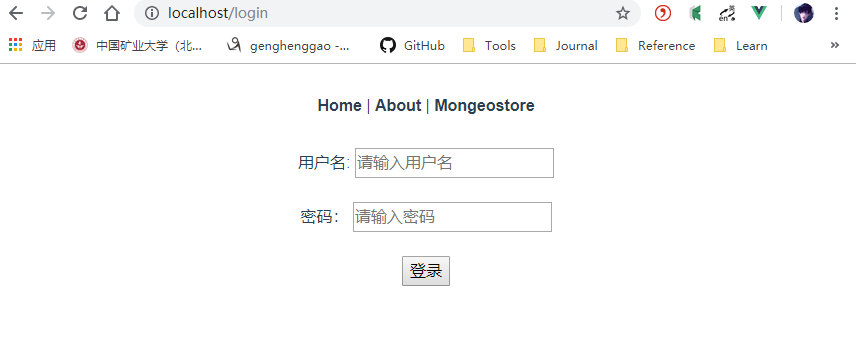 localhost/login
应用 中国矿业大学（北... genghenggao -... GitHub Tools Journal Reference Learn »
Home | About | Mongeostore
用户名: 请输入用户名
密码： 请输入密码
登录